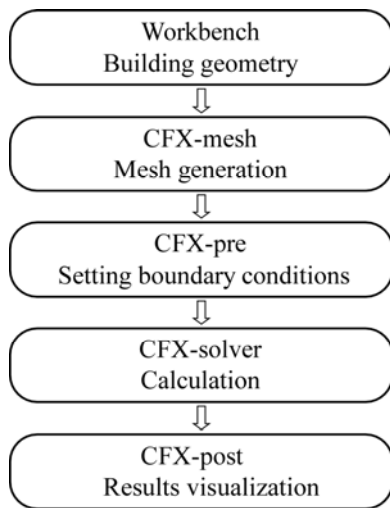 Workbench
Building geometry
CFX-mesh
Mesh generation
CFX-pre
Setting boundary conditions
CFX-solver
Calculation
CFX-post
Results visualization